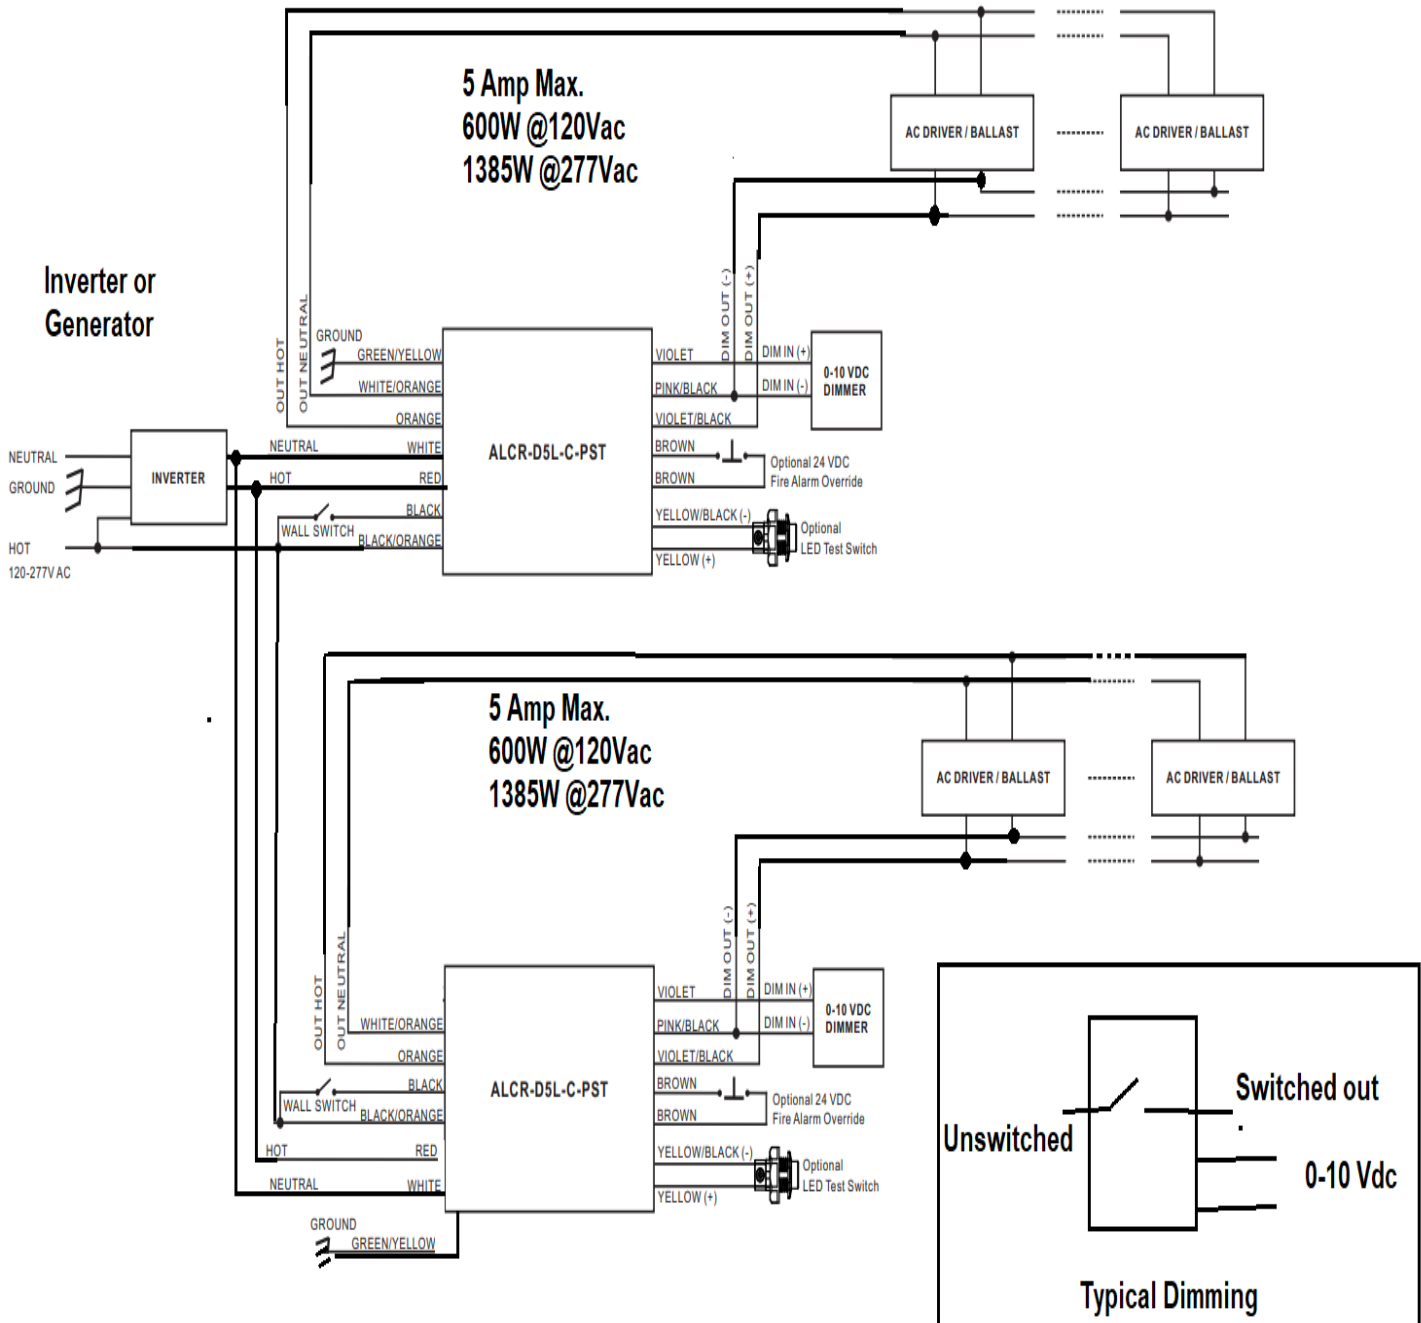 5 Amp Max.
600W @120Vac
1385W @277Vac
AC DRIVER / BALLAST
AC DRIVER / BALLAST
Inverter or
Generator
OUT HOT
OUT NEUTRAL
GROUND
GREEN/YELLOW
WHITE/ORANGE
ORANGE
NEUTRAL
WHITE
HOT
RED
BLACK
WALL SWITCH
BLACK/ORANGE
NEUTRAL
GROUND
HOT
120-277V AC
INVERTER
ALCR-D5L-C-PST
VIOLET
PINK/BLACK
VIOLET/BLACK
BROWN
BROWN
YELLOW/BLACK (-)
YELLOW (+)
DIM OUT (-)
DIM OUT (+)
DIM IN (+)
DIM IN (-)
0-10 VDC
DIMMER
Optional 24 VDC
Fire Alarm Override
Optional
LED Test Switch
5 Amp Max.
600W @120Vac
1385W @277Vac
AC DRIVER / BALLAST
AC DRIVER / BALLAST
OUT HOT
OUT NEUTRAL
WHITE/ORANGE
ORANGE
BLACK
WALL SWITCH
BLACK/ORANGE
HOT
RED
NEUTRAL
WHITE
GROUND
GREEN/YELLOW
ALCR-D5L-C-PST
VIOLET
PINK/BLACK
VIOLET/BLACK
BROWN
BROWN
YELLOW/BLACK (-)
YELLOW (+)
DIM OUT (-)
DIM OUT (+)
DIM IN (+)
DIM IN (-)
0-10 VDC
DIMMER
Optional 24 VDC
Fire Alarm Override
Optional
LED Test Switch
Switched out
Unswitched
0-10 Vdc
Typical Dimming